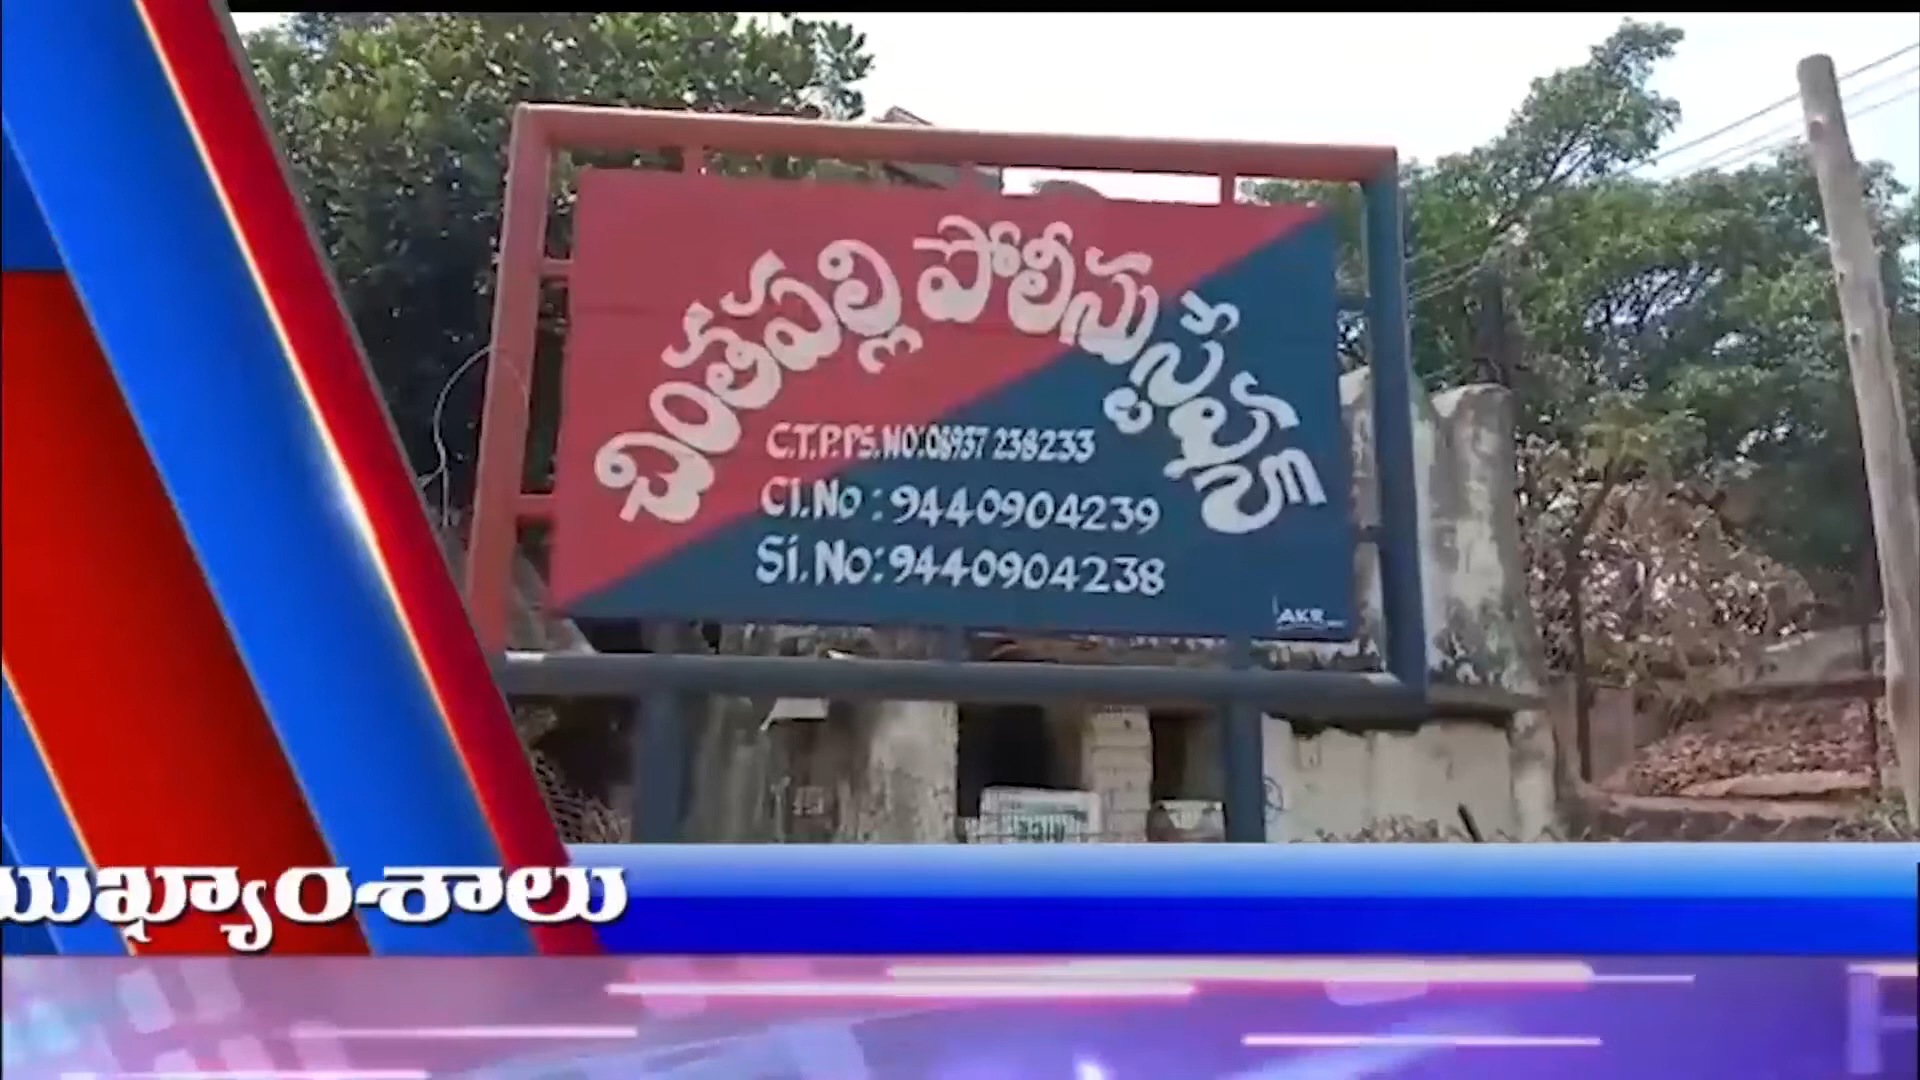 చింతపల్లి పోలీసు స్టేషన్
C.T.P.PS.NO:08937 238233
CI.No:9440904239
Si.No:9440904238
AKR
ముఖ్యాంశాలు